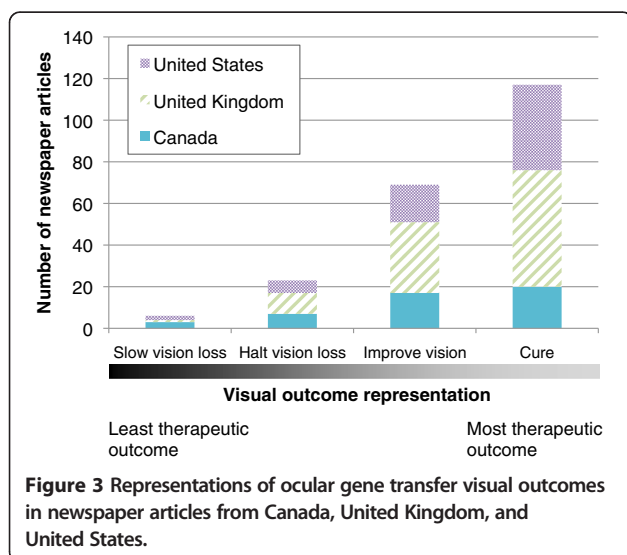 140
120
100
80
60
40
20
0
Number of newspaper articles
United States
United Kingdom
Canada
Slow vision loss Halt vision loss Improve vision Cure
Visual outcome representation
Least therapeutic outcome
Most therapeutic outcome
Figure 3 Representations of ocular gene transfer visual outcomes
in newspaper articles from Canada, United Kingdom, and
United States.